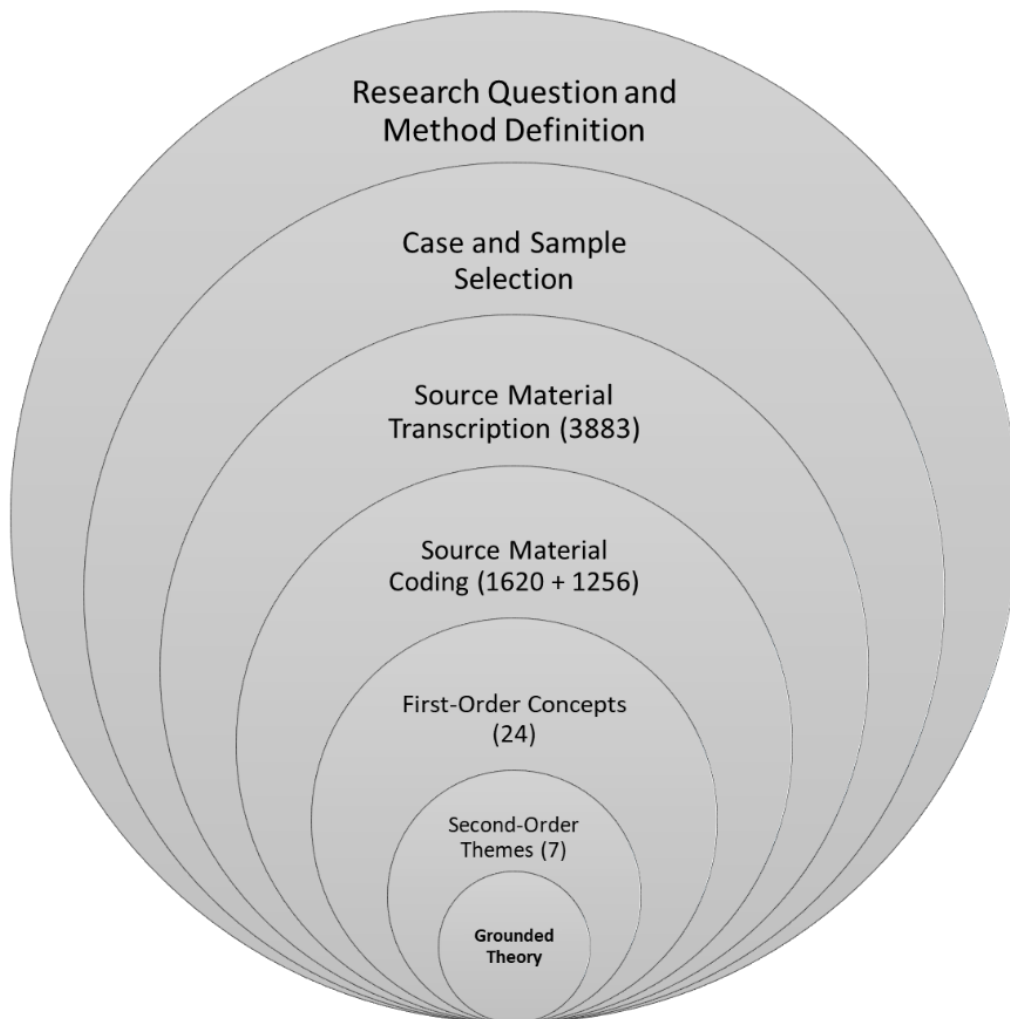 Research Question and
Method Definition
Case and Sample
Selection
Source Material
Transcription (3883)
Source Material
Coding (1620 + 1256)
First-Order Concepts
(24)
Second-Order
Themes (7)
Grounded
Theory